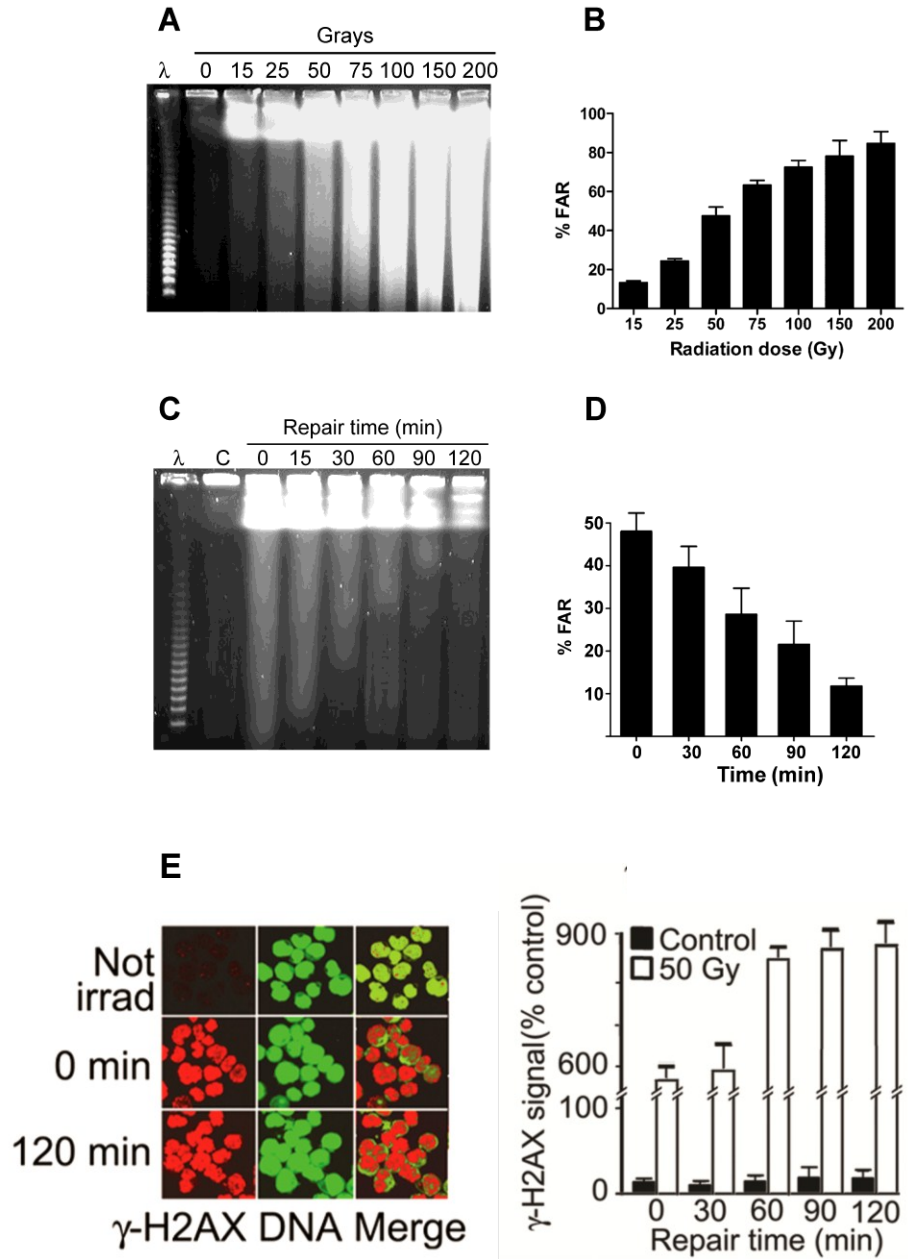 A
Grays
λ 0 15 25 50 75 100 150 200
B
100
80
60
40
20
0
% FAR
15 25 50 75 100 150 200
Radiation dose (Gy)
C
Repair time (min)
λ C 0 15 30 60 90 120
D
50
40
30
20
10
% FAR
0 30 60 90 120
Time (min)
E
Not
irrad
0 min
120 min
γ-H2AX DNA Merge
γ-H2AX signal(% control)
900
600
100
0
Control
50 Gy
0 30 60 90 120
Repair time (min)